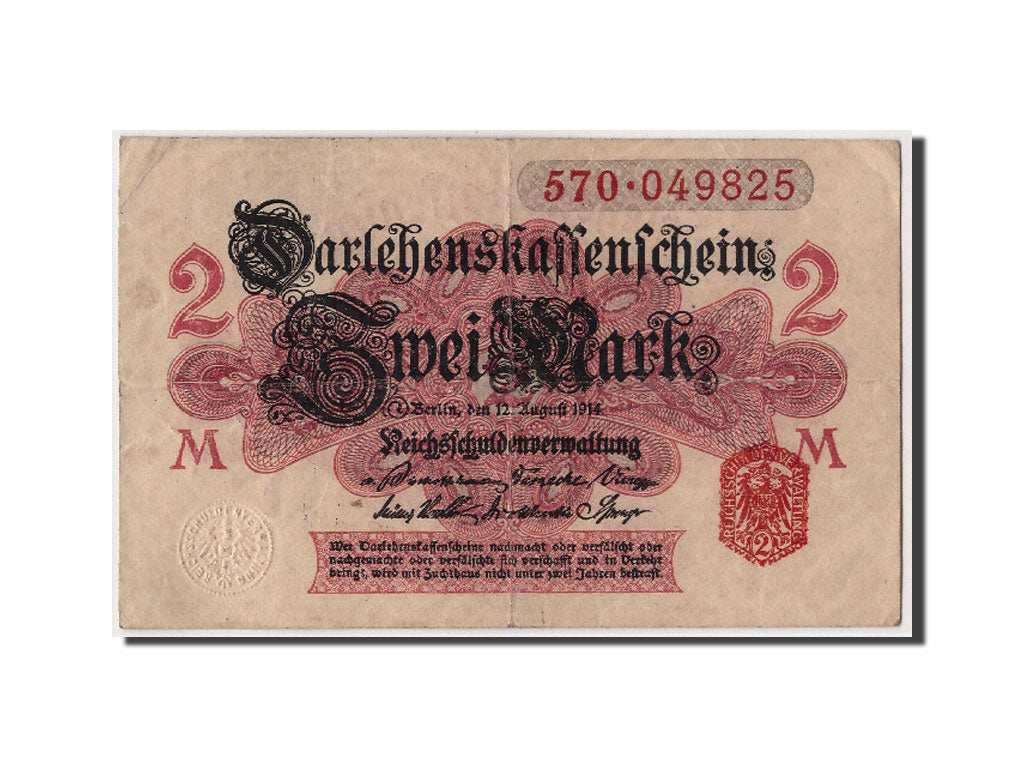 570·049825
Darlehenskassenschein:
2 2
Zwei Mark
Berlin, den 12. August 1914
Reichsschuldenverwaltung
M M
REICHSSCHULDENVERWALTUNG
2
Wer Darlehenskassenscheine nachmacht oder verfälscht oder
nachgemachte oder verfälschte sich verschafft und in Verkehr
bringt, wird mit Zuchthaus nicht unter zwei Jahren bestraft.